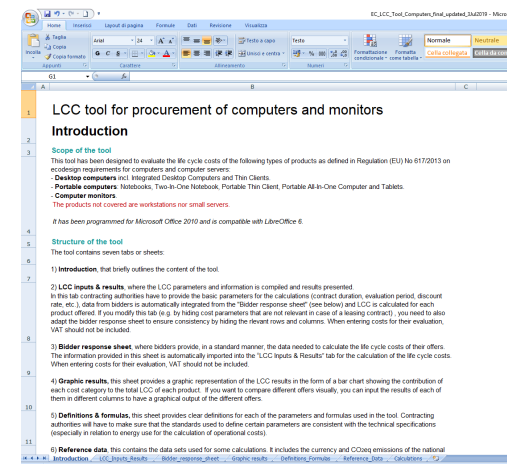 EC_LCC_Tool_Computers_final_updated_3Jul2019 - Microsoft Ex
Home Inserisci Layout di pagina Formule Dati Revisione Visualizza
Incolla
Taglia
Copia
Copia formato
Appunti
Arial 24
G C S
Carattere
Testo a capo
Unisci e centra
Allineamento
Testo
% 000
Numeri
Formattazione condizionale
Formatta come tabella
Normale Neutrale
Cella collegata Cella da con
G1 fx
A B C
1 LCC tool for procurement of computers and monitors
2 Introduction
3 Scope of the tool
This tool has been designed to evaluate the life cycle costs of the following types of products as defined in Regulation (EU) No 617/2013 on
ecodesign requirements for computers and computer servers:
- Desktop computers incl. Integrated Desktop Computers and Thin Clients.
- Portable computers: Notebooks, Two-In-One Notebook, Portable Thin Client, Portable All-In-One Computer and Tablets.
- Computer monitors.
The products not covered are workstations nor small servers.
It has been programmed for Microsoft Office 2010 and is compatible with LibreOffice 6.
4
5 Structure of the tool
The tool contains seven tabs or sheets:
6
1) Introduction, that briefly outlines the content of the tool.
7
2) LCC inputs & results, where the LCC parameters and information is compiled and results presented.
In this tab contracting authorities have to provide the basic parameters for the calculations (contract duration, evaluation period, discount
rate, etc.), data from bidders is automatically integrated from the "Bidder response sheet" (see below) and LCC is calculated for each
product offered. If you modify this tab (e.g. by hiding cost parameters that are not relevant in case of a leasing contract) , you need to also
adapt the bidder response sheet to ensure consistency by hiding the rlevant rows and columns. When entering costs for their evaluation,
VAT should not be included.
8
3) Bidder response sheet, where bidders provide, in a standard manner, the data needed to calculate the life cycle costs of their offers.
The information provided in this sheet is automatically imported into the "LCC Inputs & Results" tab for the calculation of the life cycle costs.
When entering costs for their evaluation, VAT should not be included.
9
4) Graphic results, this sheet provides a graphic representation of the LCC results in the form of a bar chart showing the contribution of
each cost category to the total LCC of each product. If you want to compare different offers visually, you can input the results of each of
them in different columns to have a graphical output of the different offers.
10
5) Definitions & formulas, this sheet provides clear definitions for each of the parameters and formulas used in the tool. Contracting
authorities will have to make sure that the standards used to define certain parameters are consistent with the technical specifications
(especially in relation to energy use for the calculation of operational costs).
11
6) Reference data, this contains the data sets used for some calculations. It includes the currency and CO2eq emissions of the national
Introduction LCC_Inputs_Results Bidder_response_sheet Graphic results Definitions_Formulas Reference_Data Calculations